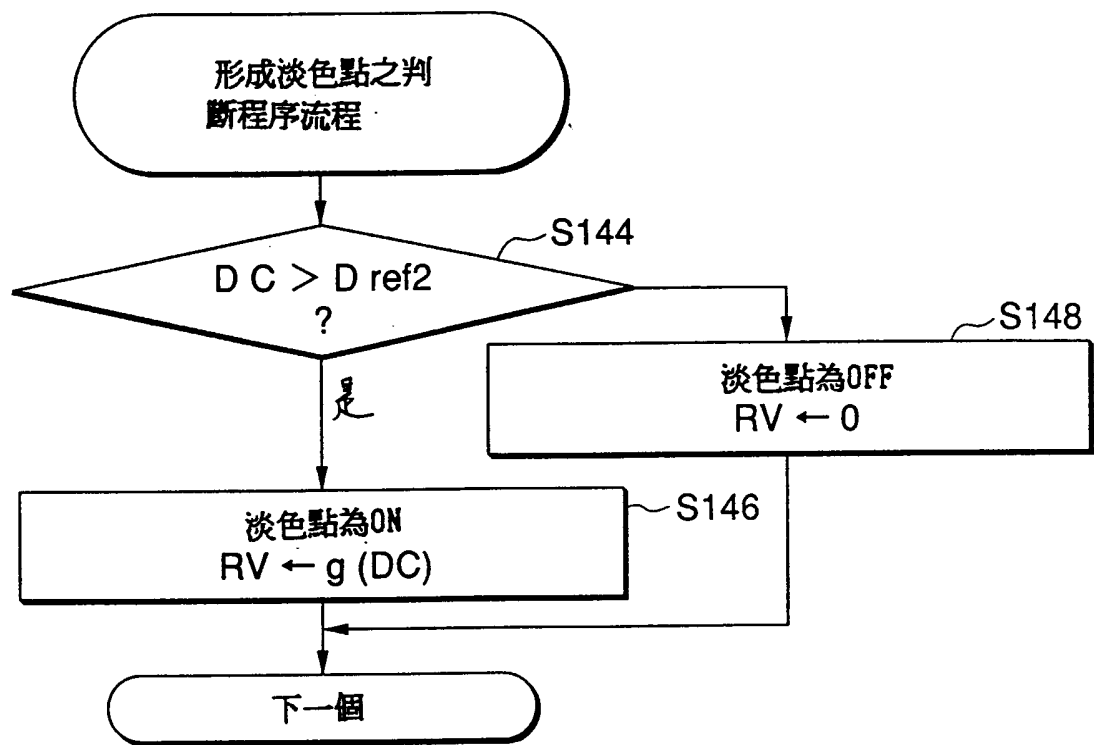 形成淡色點之判
斷程序流程
S144
D C > D ref2
?
是
S148
淡色點為OFF
RV ← 0
S146
淡色點為ON
RV ← g (DC)
下一個